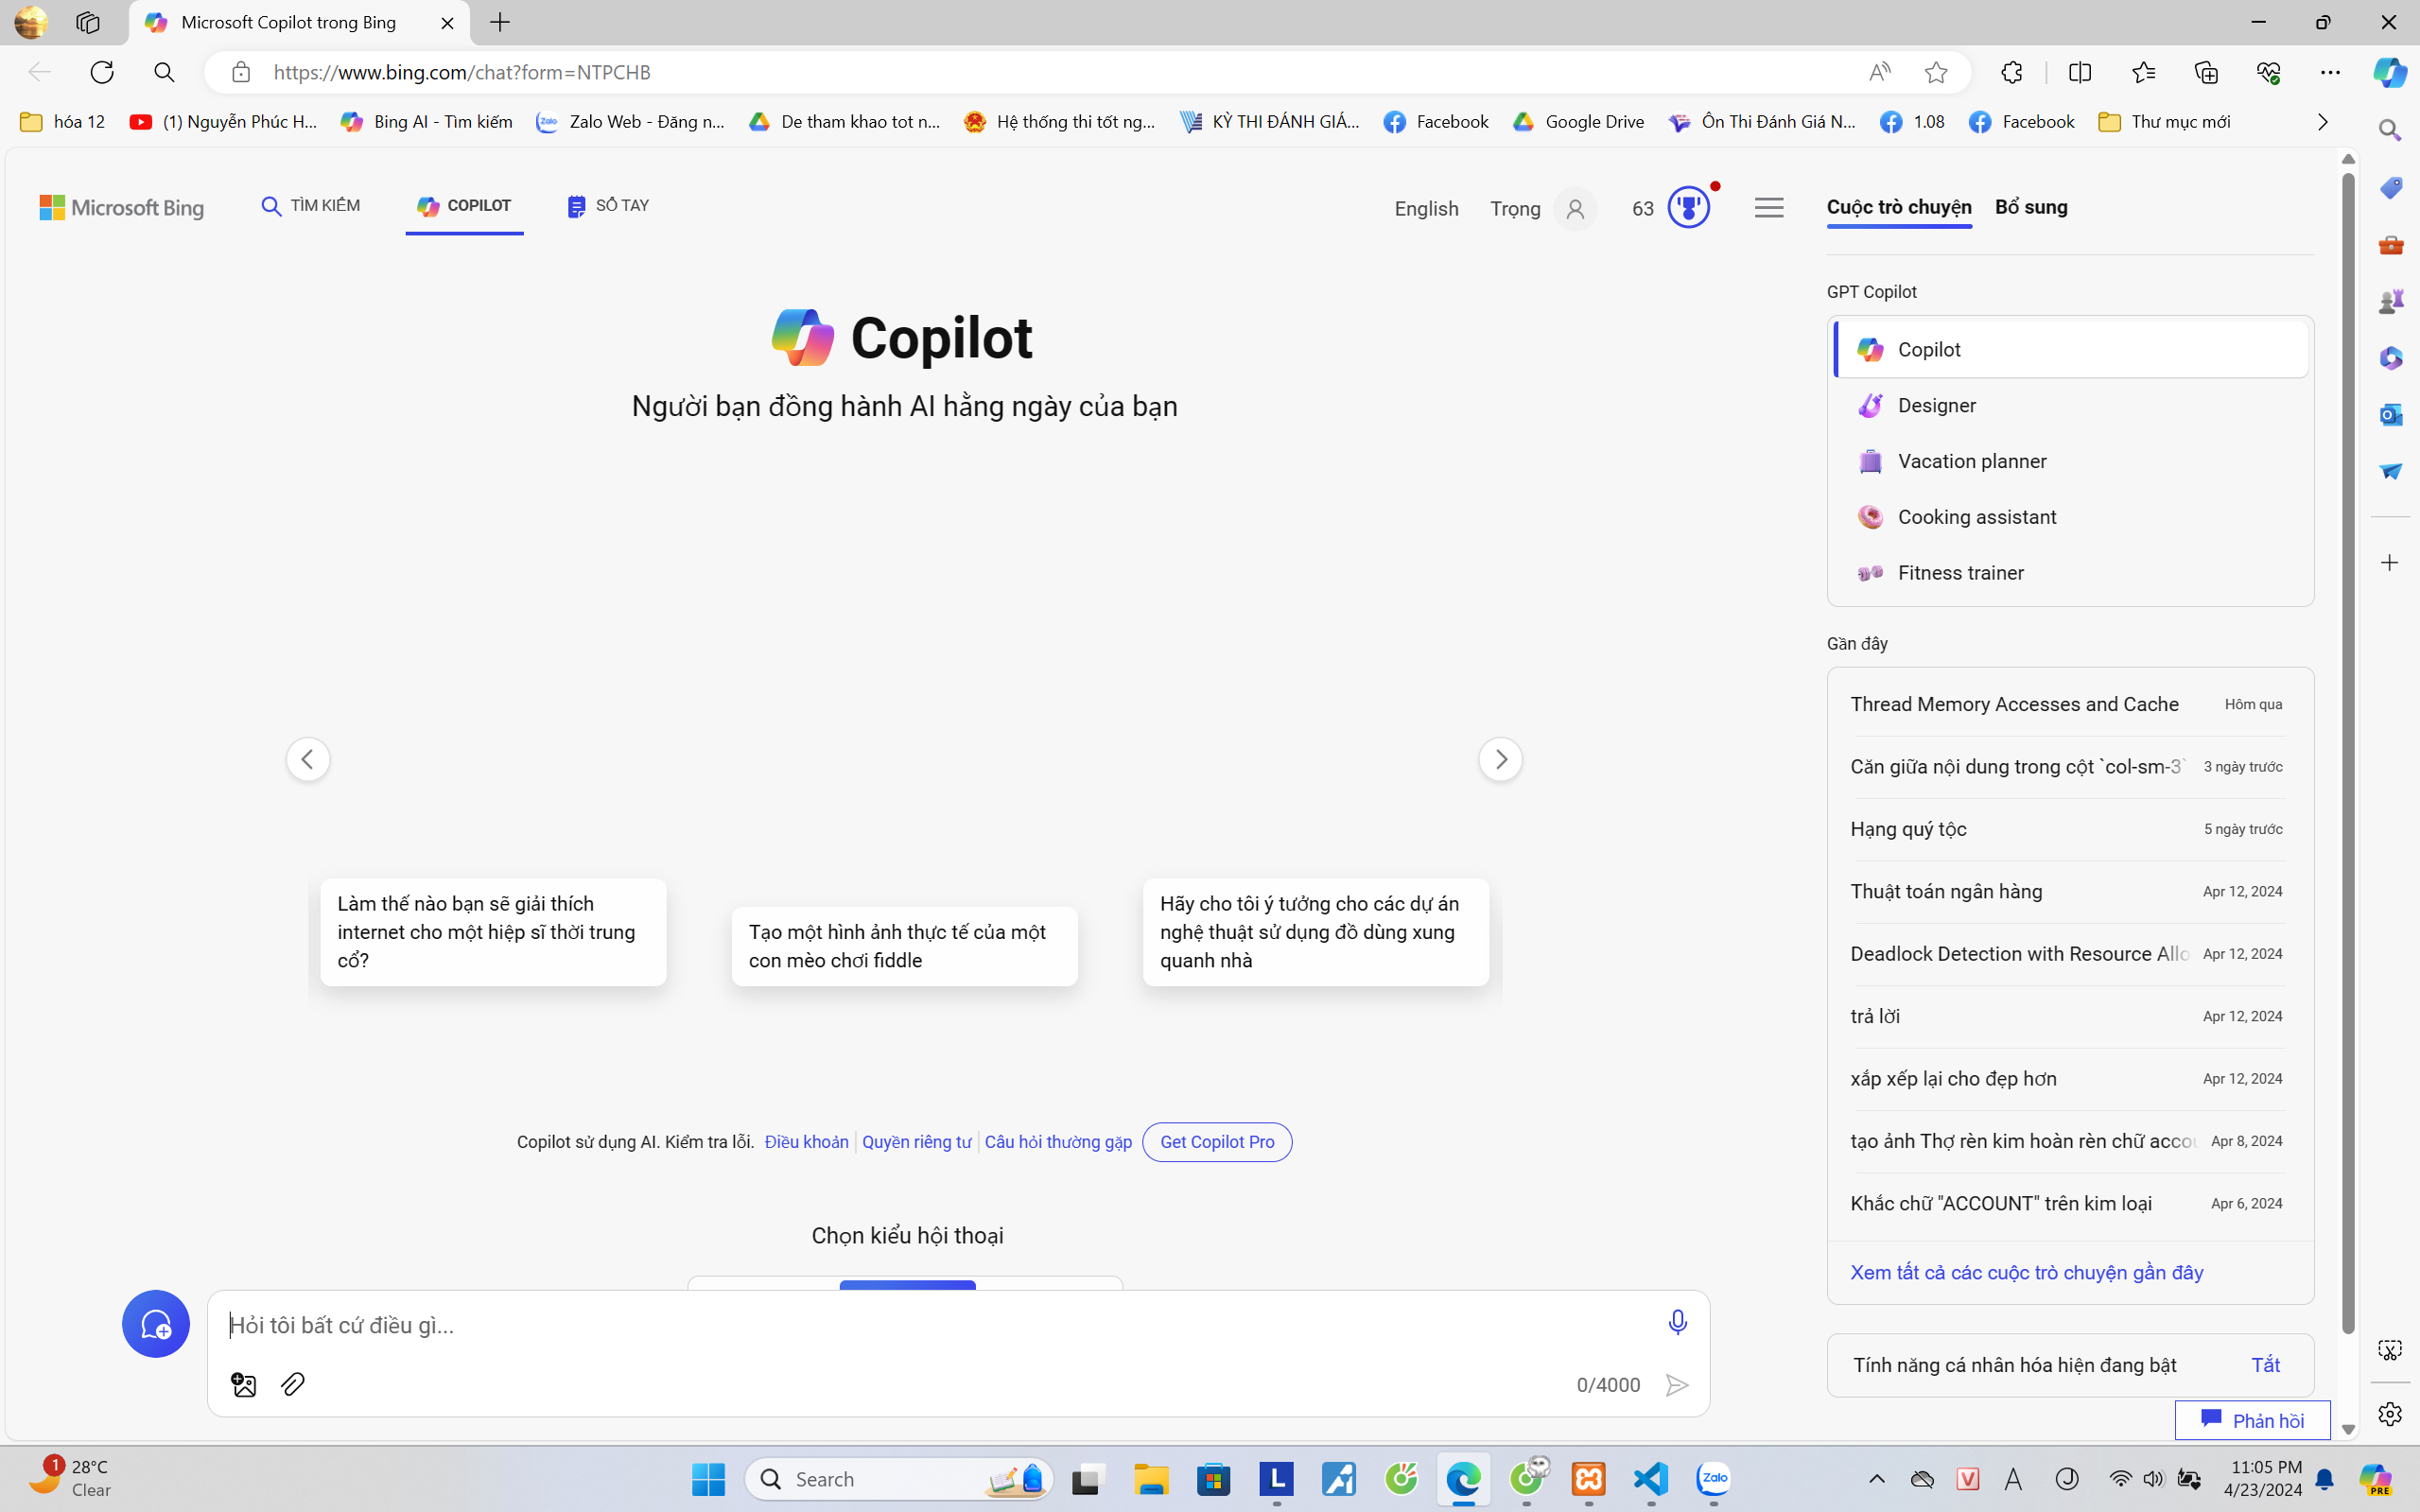 Microsoft Copilot trong Bing
https://www.bing.com/chat?form=NTPCHB
hóa 12
(1) Nguyễn Phúc H...
Bing AI - Tìm kiếm
Zalo Web - Đăng n...
De tham khao tot n...
Hệ thống thi tốt ng...
KỲ THI ĐÁNH GIÁ...
Facebook
Google Drive
Ôn Thi Đánh Giá N...
1.08
Facebook
Thư mục mới
Microsoft Bing
TÌM KIẾM
COPILOT
SỔ TAY
English
Trọng
63
Cuộc trò chuyện
Bổ sung
Copilot
Người bạn đồng hành AI hằng ngày của bạn
Làm thế nào bạn sẽ giải thích
internet cho một hiệp sĩ thời trung
cổ?
Tạo một hình ảnh thực tế của một
con mèo chơi fiddle
Hãy cho tôi ý tưởng cho các dự án
nghệ thuật sử dụng đồ dùng xung
quanh nhà
Copilot sử dụng AI. Kiểm tra lỗi. Điều khoản Quyền riêng tư Câu hỏi thường gặp Get Copilot Pro
Chọn kiểu hội thoại
Hỏi tôi bất cứ điều gì...
0/4000
GPT Copilot
Copilot
Designer
Vacation planner
Cooking assistant
Fitness trainer
Gần đây
Thread Memory Accesses and Cache Hôm qua
Căn giữa nội dung trong cột `col-sm-3` 3 ngày trước
Hạng quý tộc 5 ngày trước
Thuật toán ngân hàng Apr 12, 2024
Deadlock Detection with Resource Allo Apr 12, 2024
trả lời Apr 12, 2024
xắp xếp lại cho đẹp hơn Apr 12, 2024
tạo ảnh Thợ rèn kim hoàn rèn chữ accou Apr 8, 2024
Khắc chữ "ACCOUNT" trên kim loại Apr 6, 2024
Xem tất cả các cuộc trò chuyện gần đây
Tính năng cá nhân hóa hiện đang bật Tắt
Phản hồi
1
28°C
Clear
Search
L
Zalo
V
A
J
11:05 PM
4/23/2024
PRE